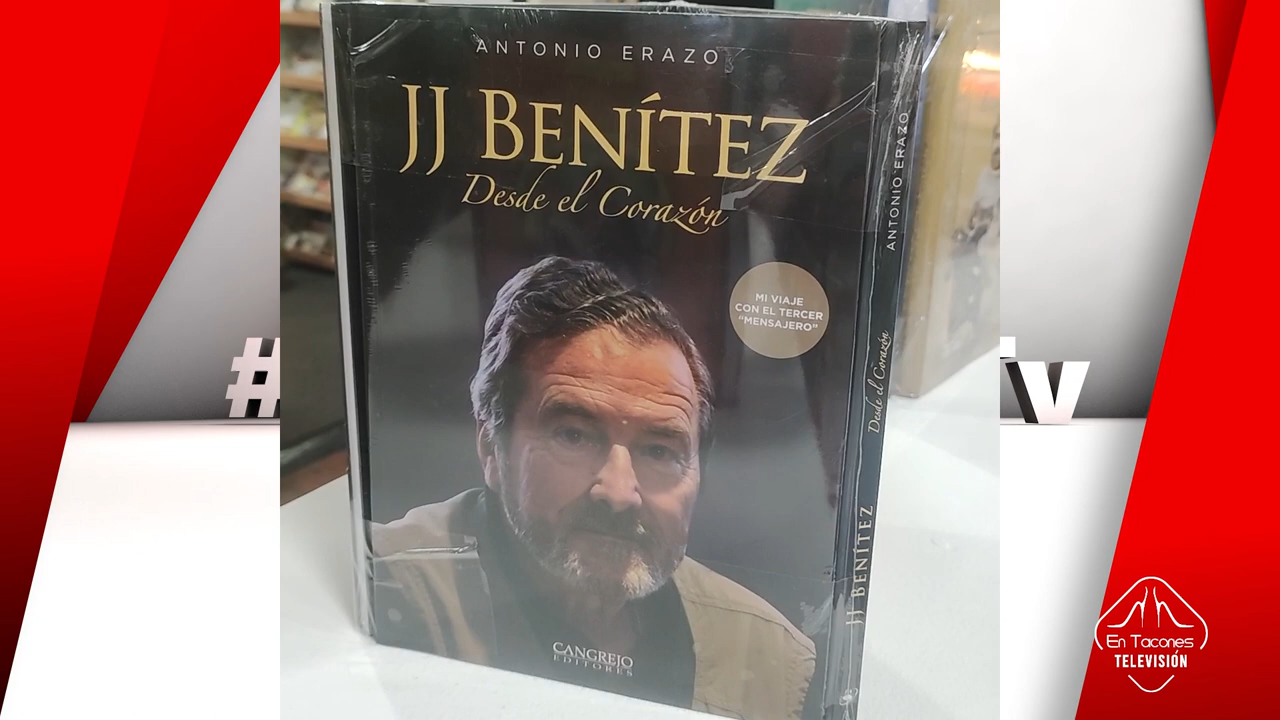 ANTONIO ERAZO
JJ BENÍTEZ
Desde el Corazón
MI VIAJE
CON EL TERCER
"MENSAJERO"
CANGREJO
EDITORES
ANTONIO ERAZO
Desde el Corazón
JJ BENÍTEZ
#
Tv
En Tacones
TELEVISIÓN